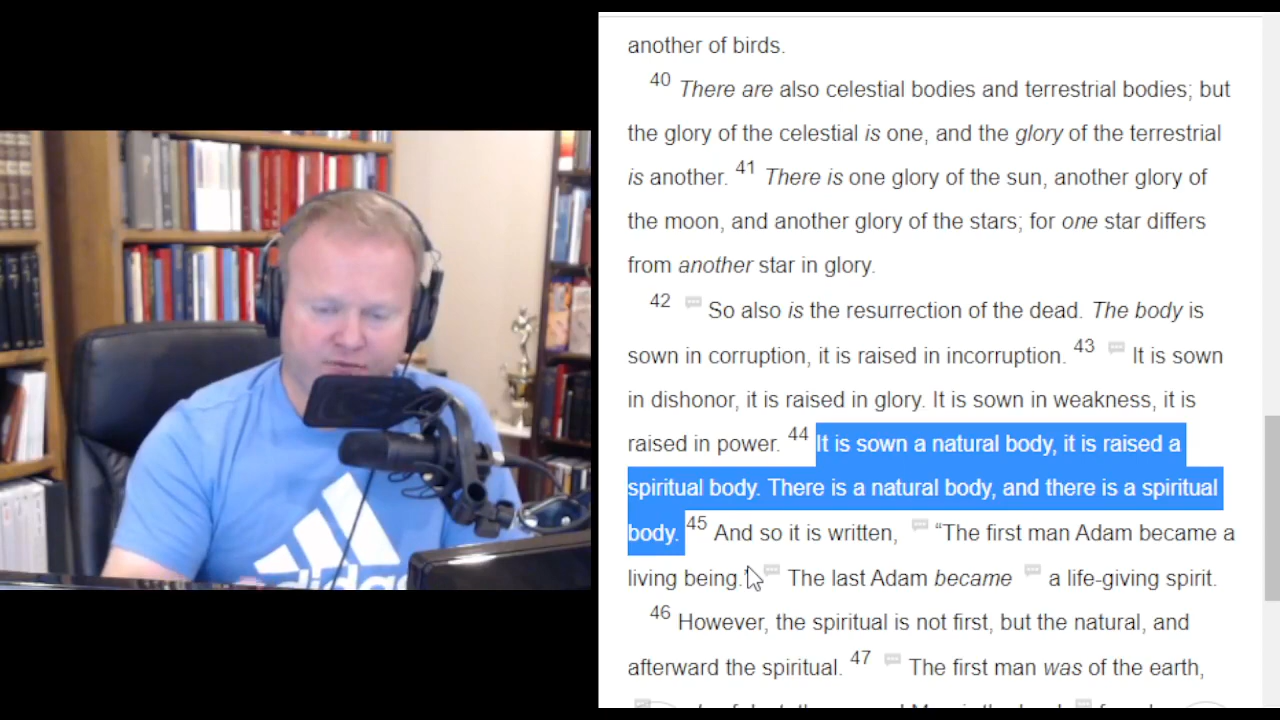 another of birds.
40 There are also celestial bodies and terrestrial bodies; but
the glory of the celestial is one, and the glory of the terrestrial
is another. 41 There is one glory of the sun, another glory of
the moon, and another glory of the stars; for one star differs
from another star in glory.
42 So also is the resurrection of the dead. The body is
sown in corruption, it is raised in incorruption. 43 It is sown
in dishonor, it is raised in glory. It is sown in weakness, it is
raised in power. 44 It is sown a natural body, it is raised a
spiritual body. There is a natural body, and there is a spiritual
body. 45 And so it is written, “The first man Adam became a
living being. The last Adam became a life-giving spirit.
46 However, the spiritual is not first, but the natural, and
afterward the spiritual. 47 The first man was of the earth,
adidas